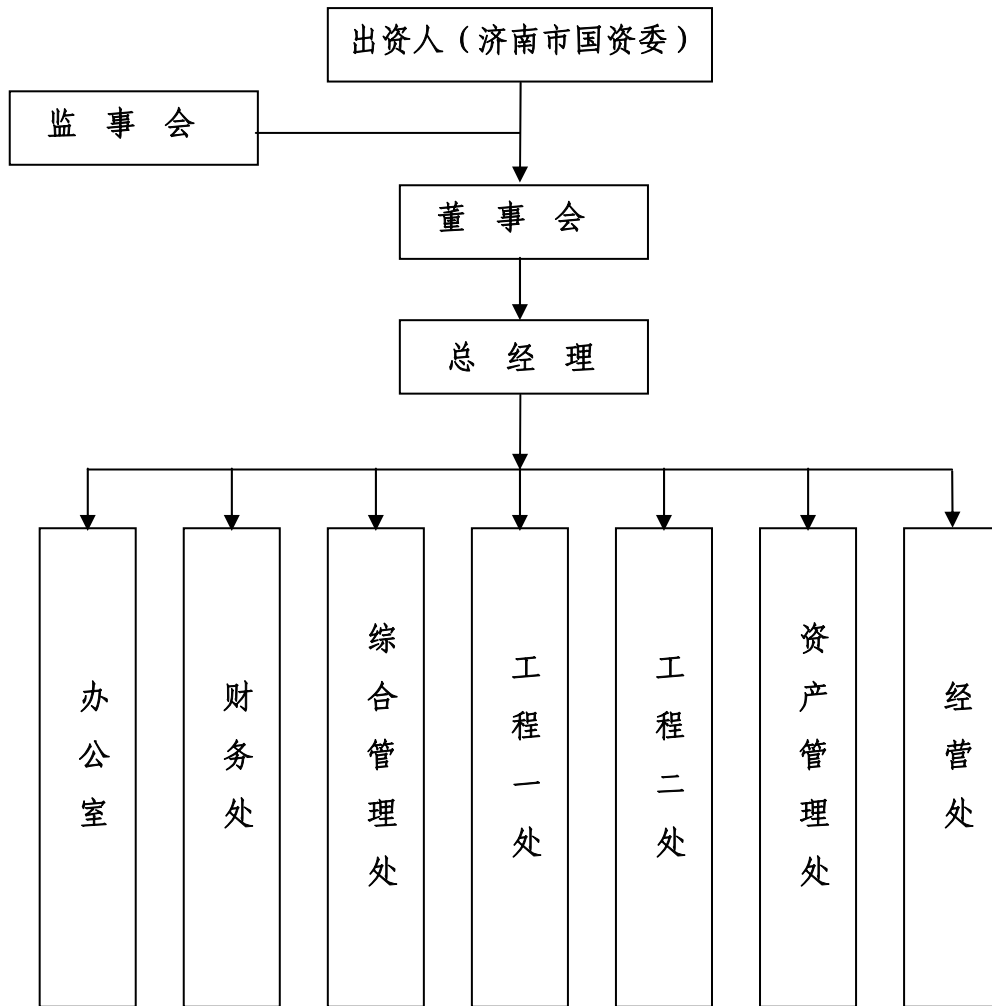 出资人（济南市国资委）
监 事 会
董 事 会
总 经 理
办公室
财务处
综合管理处
工程一处
工程二处
资产管理处
经营处